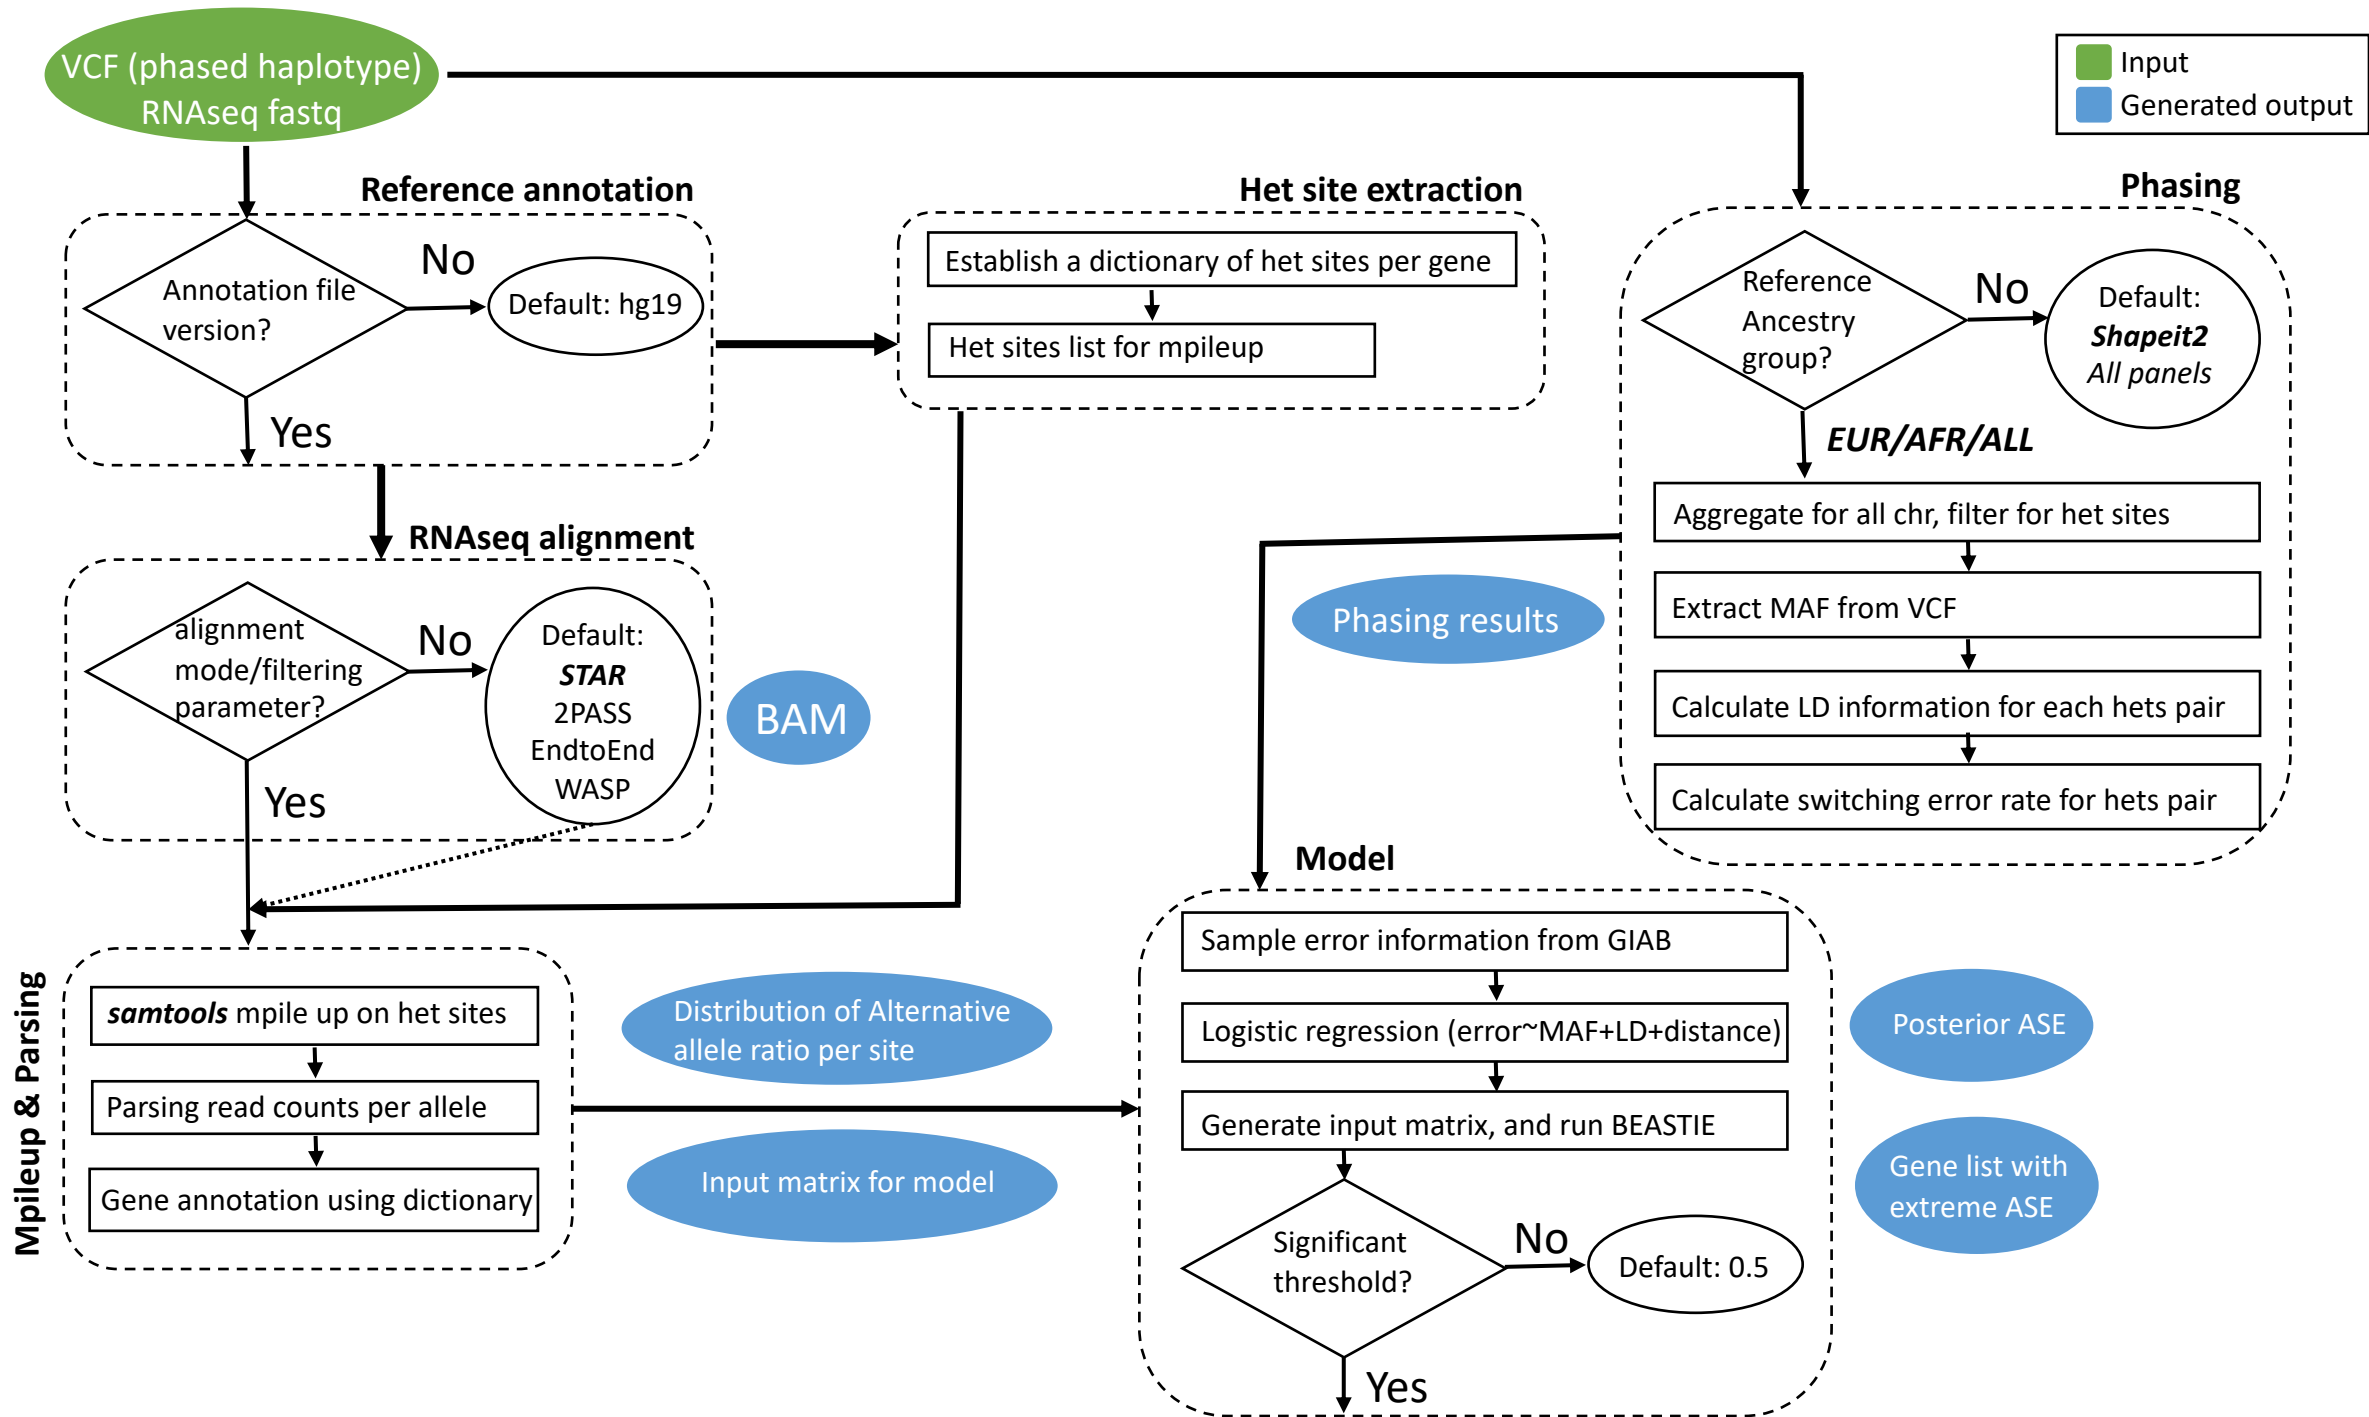 VCF (phased haplotype)
RNAseq fastq
Input
Generated output
Reference annotation
Annotation file
version?
No
Default: hg19
Yes
Het site extraction
Establish a dictionary of het sites per gene
Het sites list for mpileup
Phasing
Reference
Ancestry
group?
No
Default:
Shapeit2
All panels
EUR/AFR/ALL
Aggregate for all chr, filter for het sites
Extract MAF from VCF
Calculate LD information for each hets pair
Calculate switching error rate for hets pair
Phasing results
RNAseq alignment
alignment
mode/filtering
parameter?
No
Default:
STAR
2PASS
EndtoEnd
WASP
Yes
BAM
Mpileup & Parsing
samtools mpile up on het sites
Parsing read counts per allele
Gene annotation using dictionary
Distribution of Alternative
allele ratio per site
Input matrix for model
Model
Sample error information from GIAB
Logistic regression (error~MAF+LD+distance)
Generate input matrix, and run BEASTIE
Significant
threshold?
No
Default: 0.5
Yes
Posterior ASE
Gene list with
extreme ASE